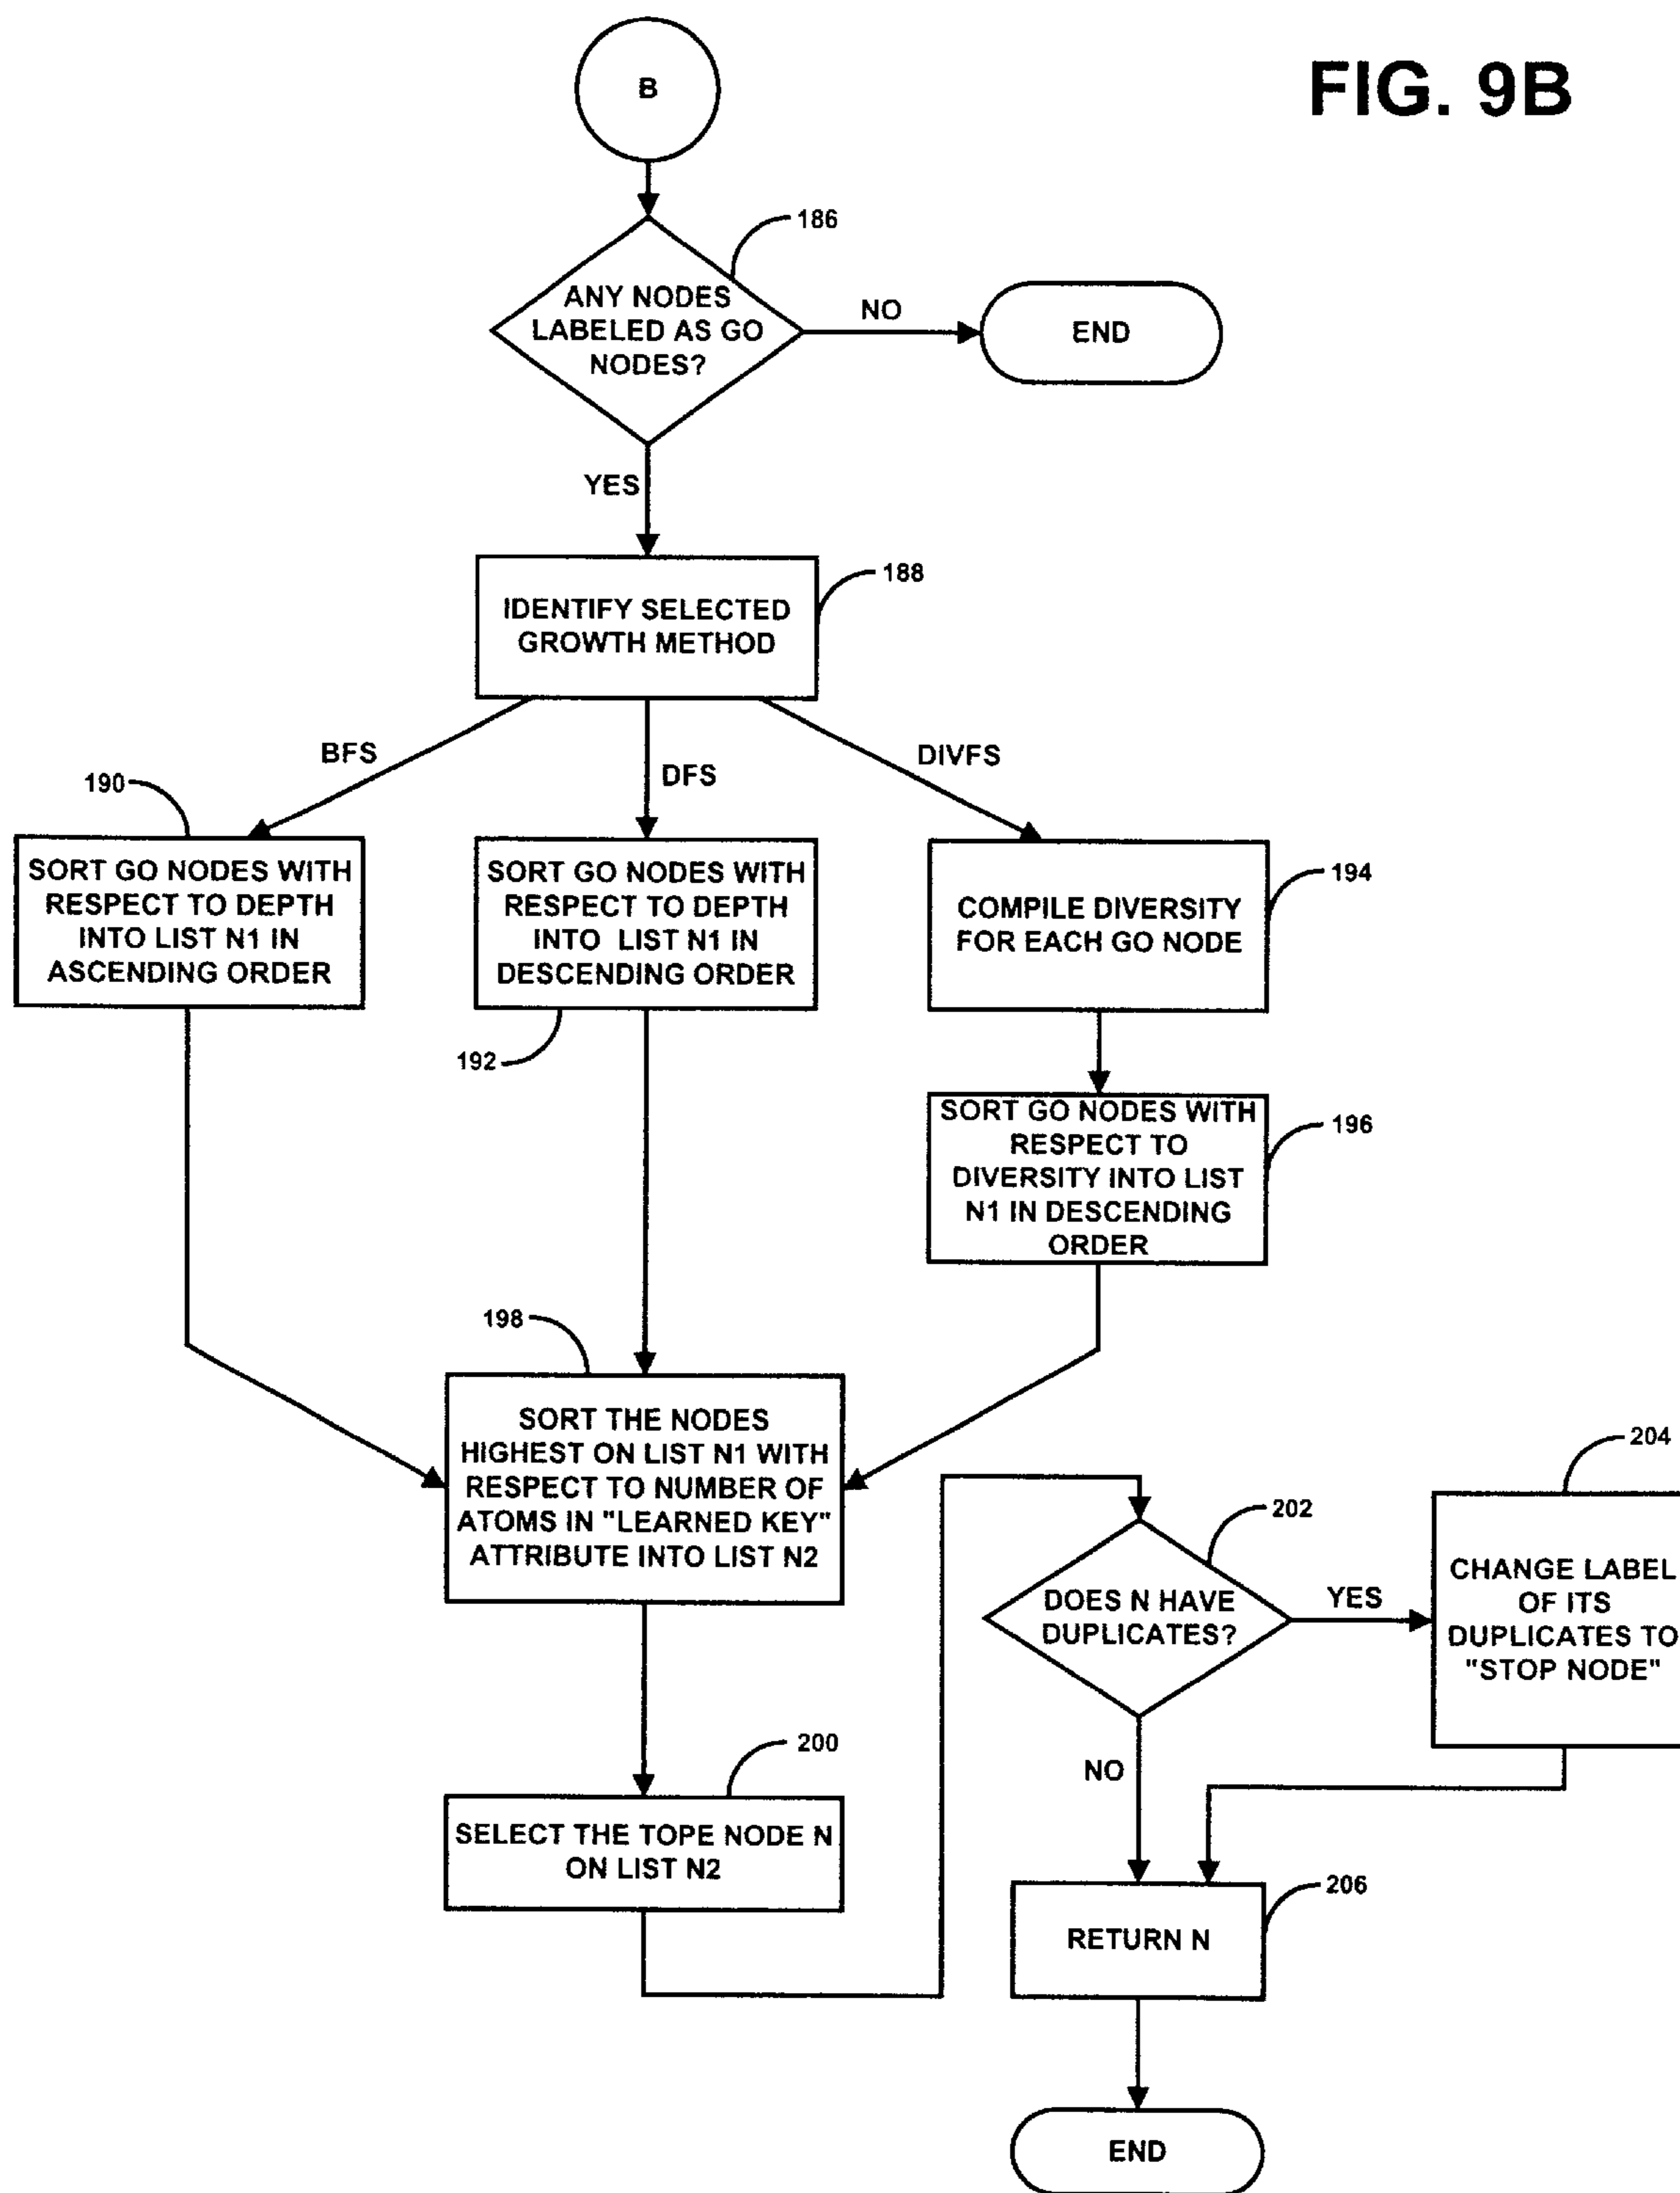 FIG. 9B
B
186
ANY NODES
LABELED AS GO
NODES?
NO
END
YES
188
IDENTIFY SELECTED
GROWTH METHOD
BFS
DFS
DIVFS
190
SORT GO NODES WITH
RESPECT TO DEPTH
INTO LIST N1 IN
ASCENDING ORDER
SORT GO NODES WITH
RESPECT TO DEPTH
INTO LIST N1 IN
DESCENDING ORDER
192
194
COMPILE DIVERSITY
FOR EACH GO NODE
196
SORT GO NODES WITH
RESPECT TO
DIVERSITY INTO LIST
N1 IN DESCENDING
ORDER
198
SORT THE NODES
HIGHEST ON LIST N1 WITH
RESPECT TO NUMBER OF
ATOMS IN "LEARNED KEY"
ATTRIBUTE INTO LIST N2
200
SELECT THE TOPE NODE N
ON LIST N2
202
DOES N HAVE
DUPLICATES?
YES
204
CHANGE LABEL
OF ITS
DUPLICATES TO
"STOP NODE"
NO
206
RETURN N
END